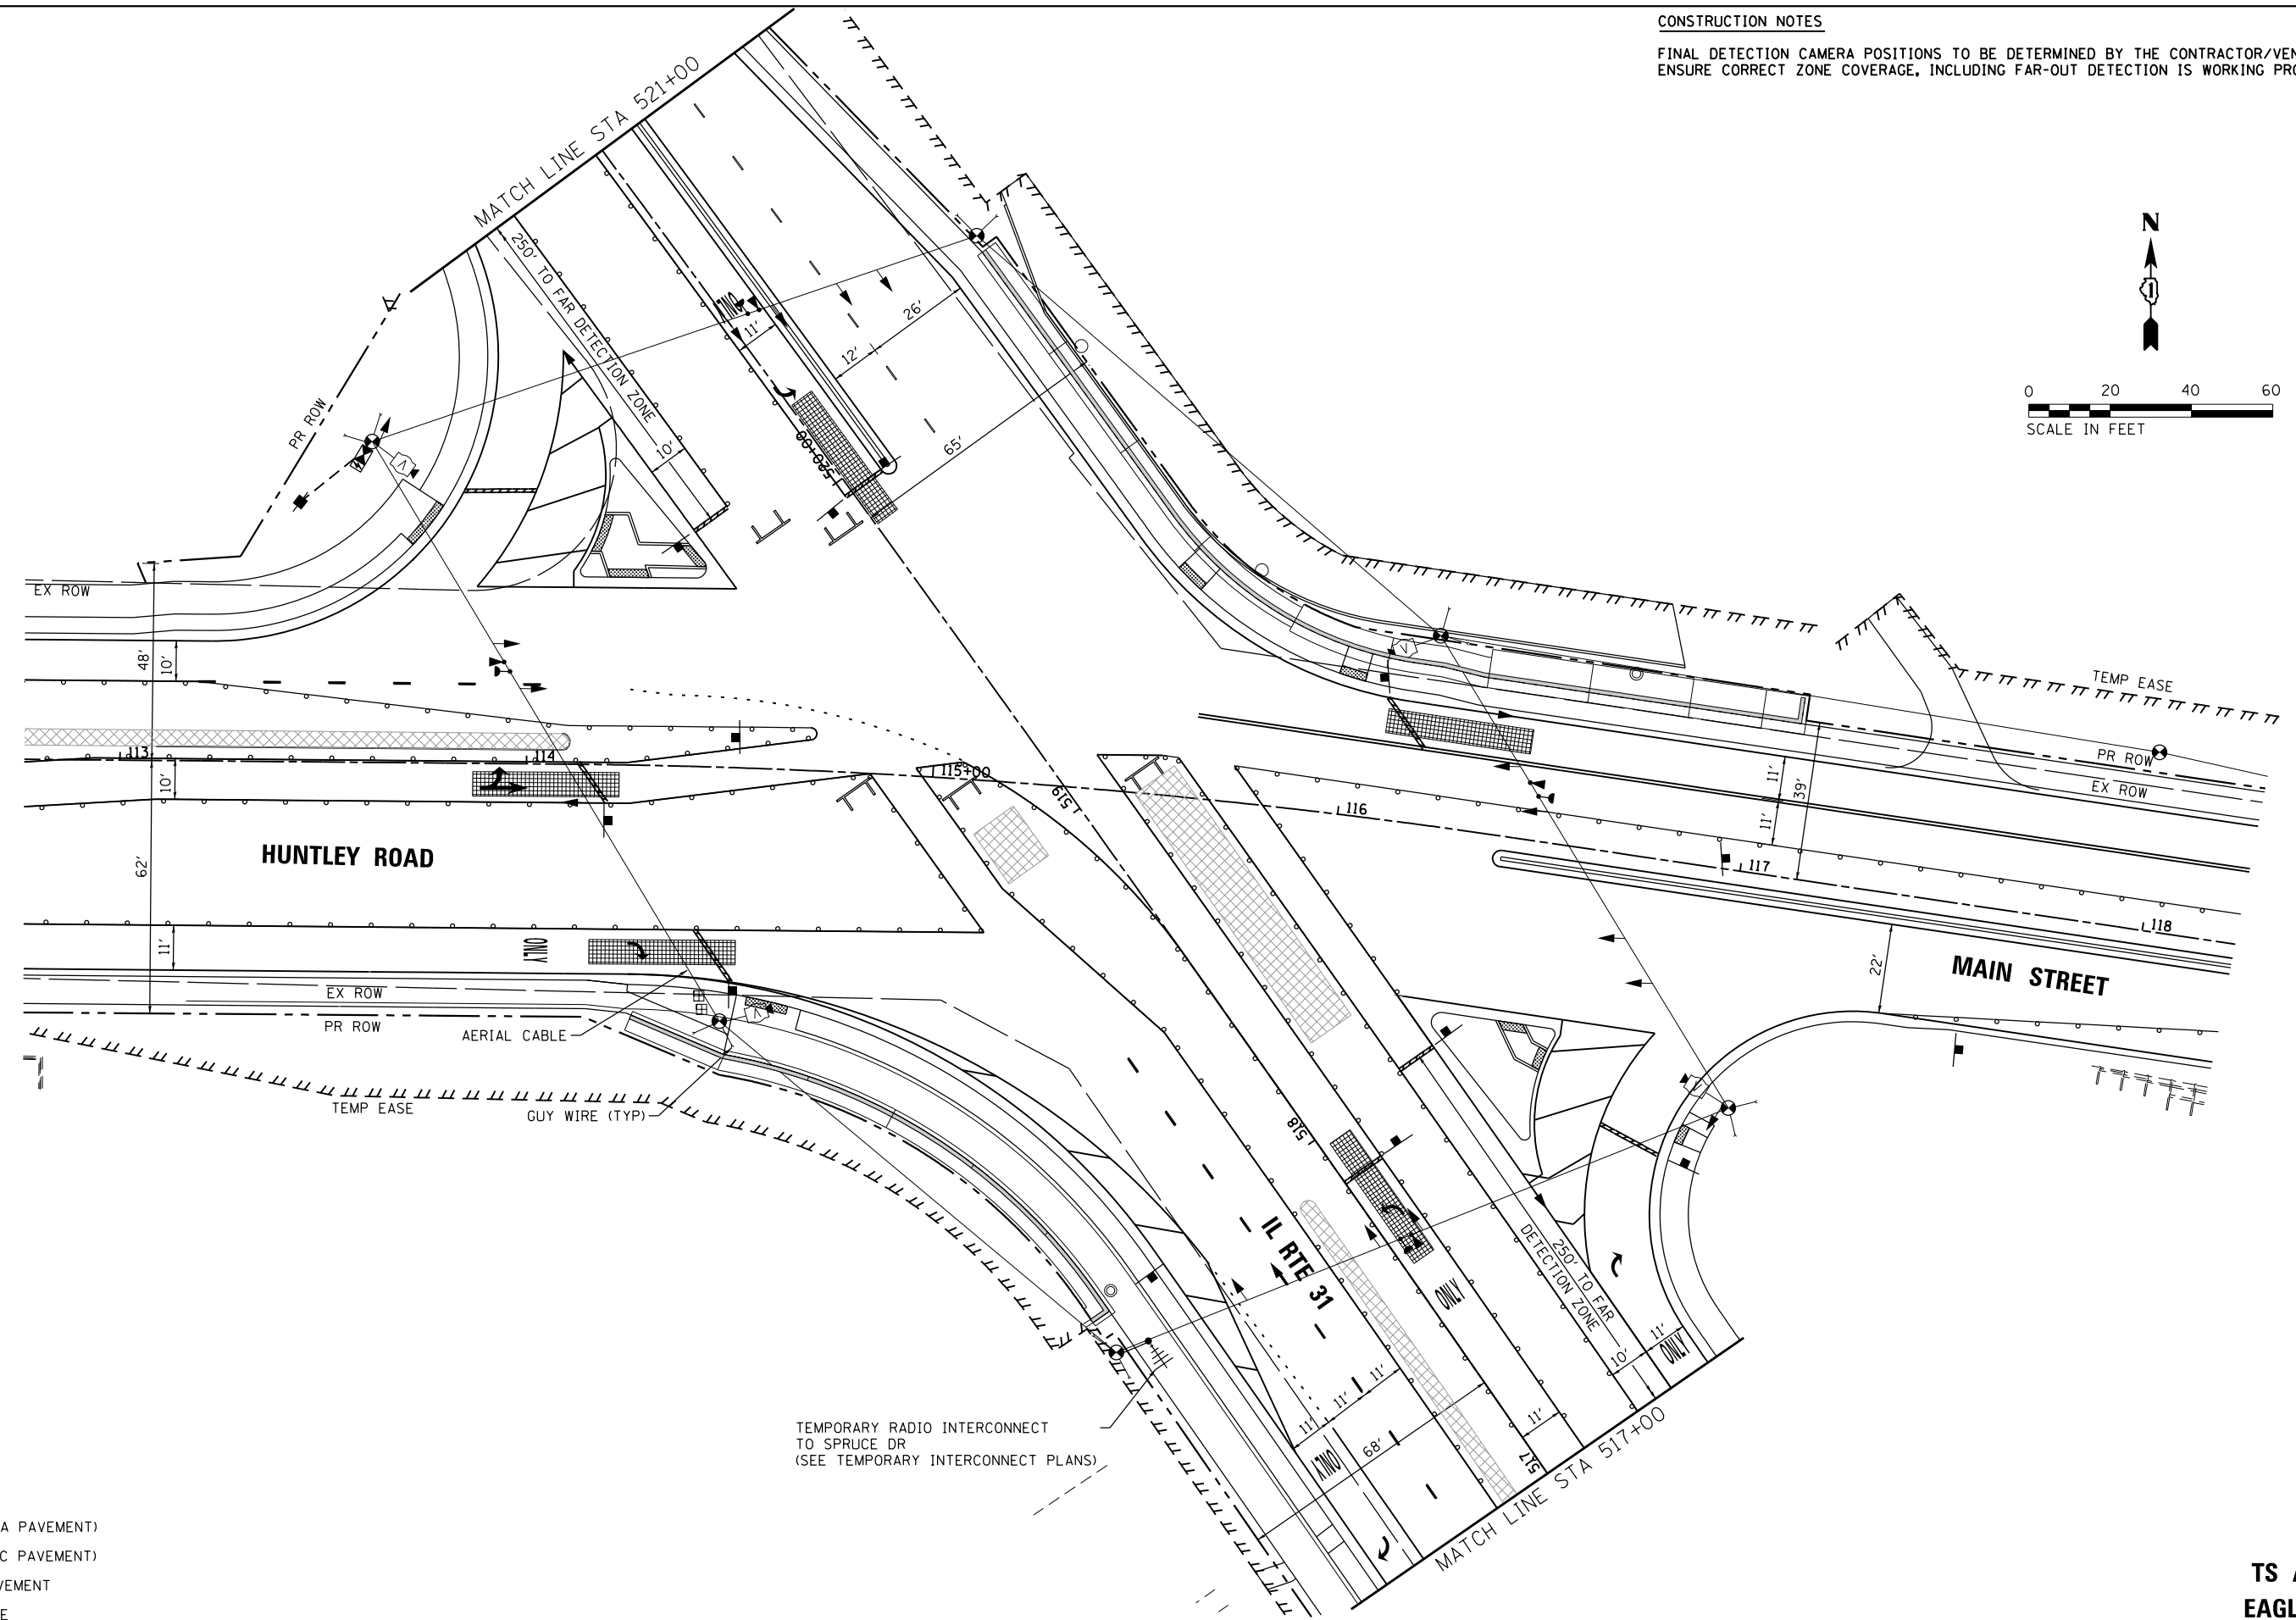 CONSTRUCTION NOTES
FINAL DETECTION CAMERA POSITIONS TO BE DETERMINED BY THE CONTRACTOR/VEN
ENSURE CORRECT ZONE COVERAGE, INCLUDING FAR-OUT DETECTION IS WORKING PRO
MATCH LINE STA 521+00
N
0 20 40 60
SCALE IN FEET
250' TO FAR DETECTION ZONE
ONLY
11'
26'
12'
65'
10'
520+00
PR ROW
EX ROW
48'
10'
113
114
115+00
519
116
117
118
10'
62'
HUNTLEY ROAD
11'
ONLY
EX ROW
PR ROW
AERIAL CABLE
TEMP EASE
GUY WIRE (TYP)
TEMP EASE
PR ROW
EX ROW
11'
39'
11'
22'
MAIN STREET
518
IL RTE 31
ONLY
250' TO FAR
DETECTION ZONE
11'
10'
ONLY
11'
11'
11'
11'
68'
ONLY
517
MATCH LINE STA 517+00
TEMPORARY RADIO INTERCONNECT
TO SPRUCE DR
(SEE TEMPORARY INTERCONNECT PLANS)
A PAVEMENT)
C PAVEMENT)
VEMENT
E
TS
EAGL